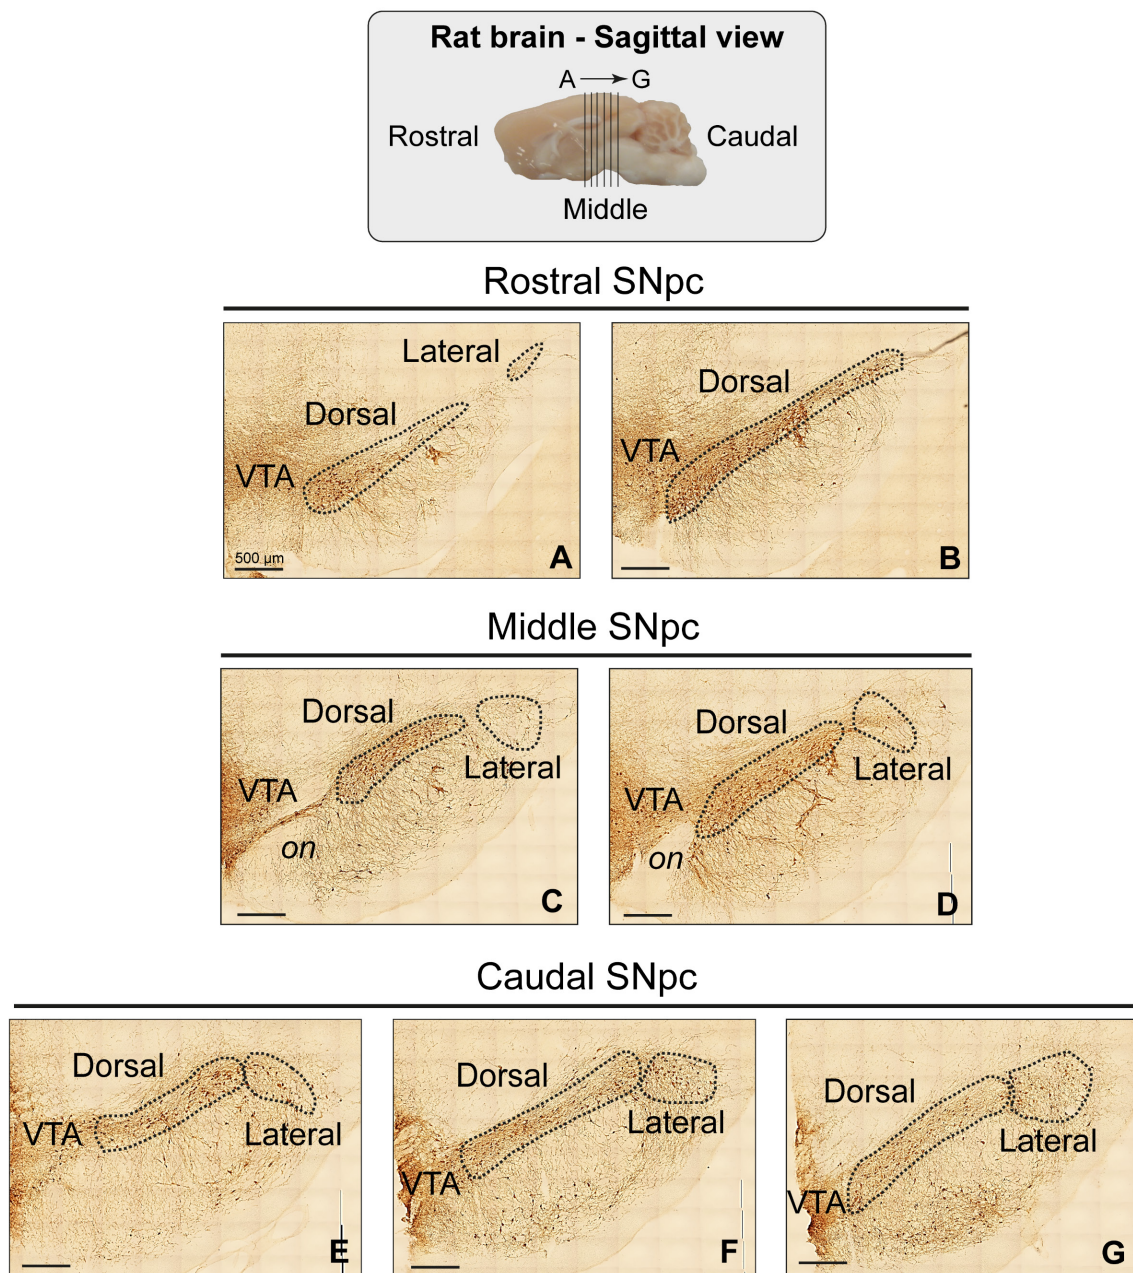 Rat brain - Sagittal view
A G
Rostral
Caudal
Middle
Rostral SNpc
Lateral
Dorsal
VTA
500 µm
A
Dorsal
VTA
B
Middle SNpc
Dorsal
Lateral
VTA
on
C
Dorsal
Lateral
VTA
on
D
Caudal SNpc
Dorsal
VTA
Lateral
E
Dorsal
Lateral
VTA
F
Dorsal
Lateral
VTA
G